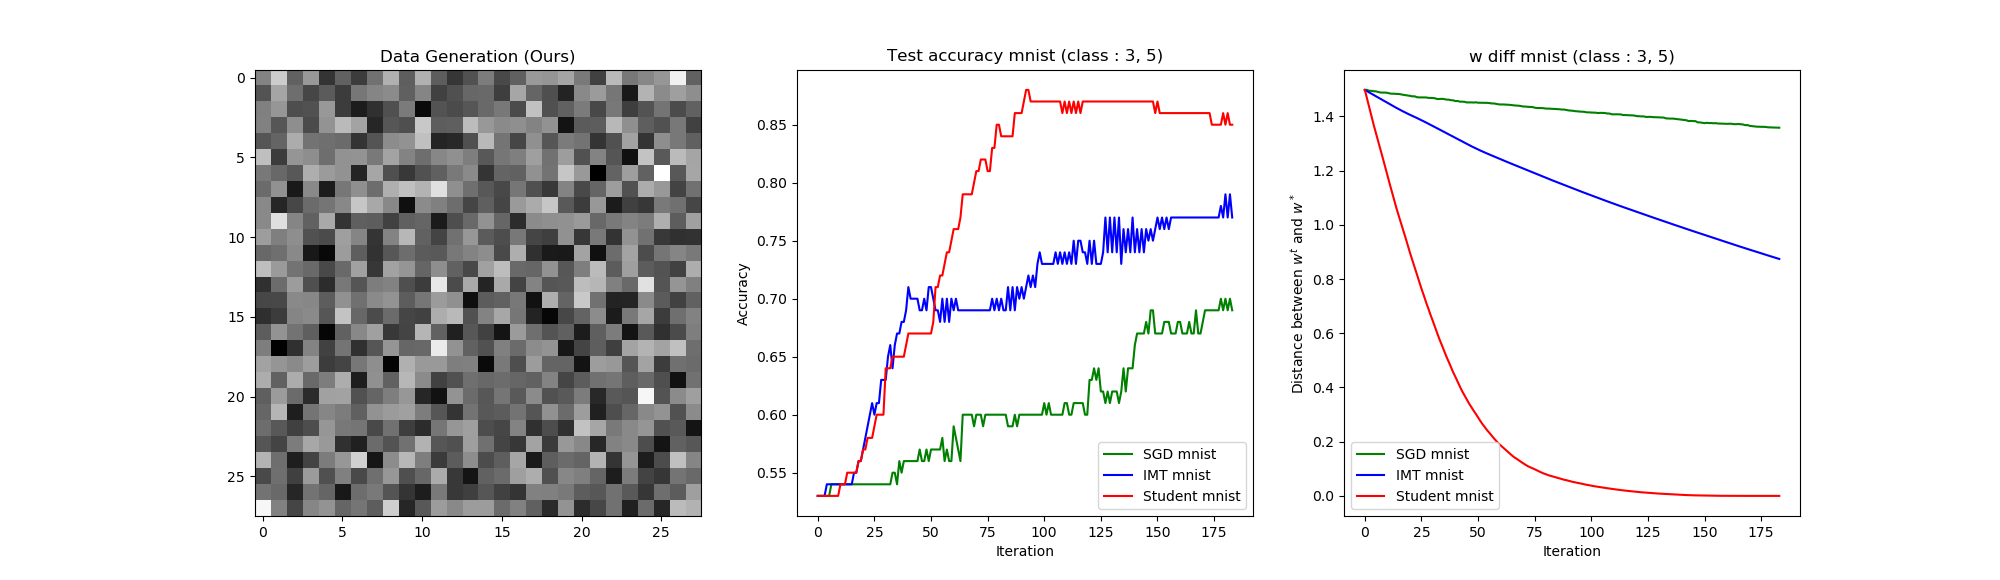 Data Generation (Ours)
0
5
10
15
20
25
0 5 10 15 20 25
Test accuracy mnist (class : 3, 5)
Accuracy
0.85
0.80
0.75
0.70
0.65
0.60
0.55
SGD mnist
IMT mnist
Student mnist
0 25 50 75 100 125 150 175
Iteration
w diff mnist (class : 3, 5)
Distance between w^t and w^*
1.4
1.2
1.0
0.8
0.6
0.4
0.2
0.0
SGD mnist
IMT mnist
Student mnist
0 25 50 75 100 125 150 175
Iteration